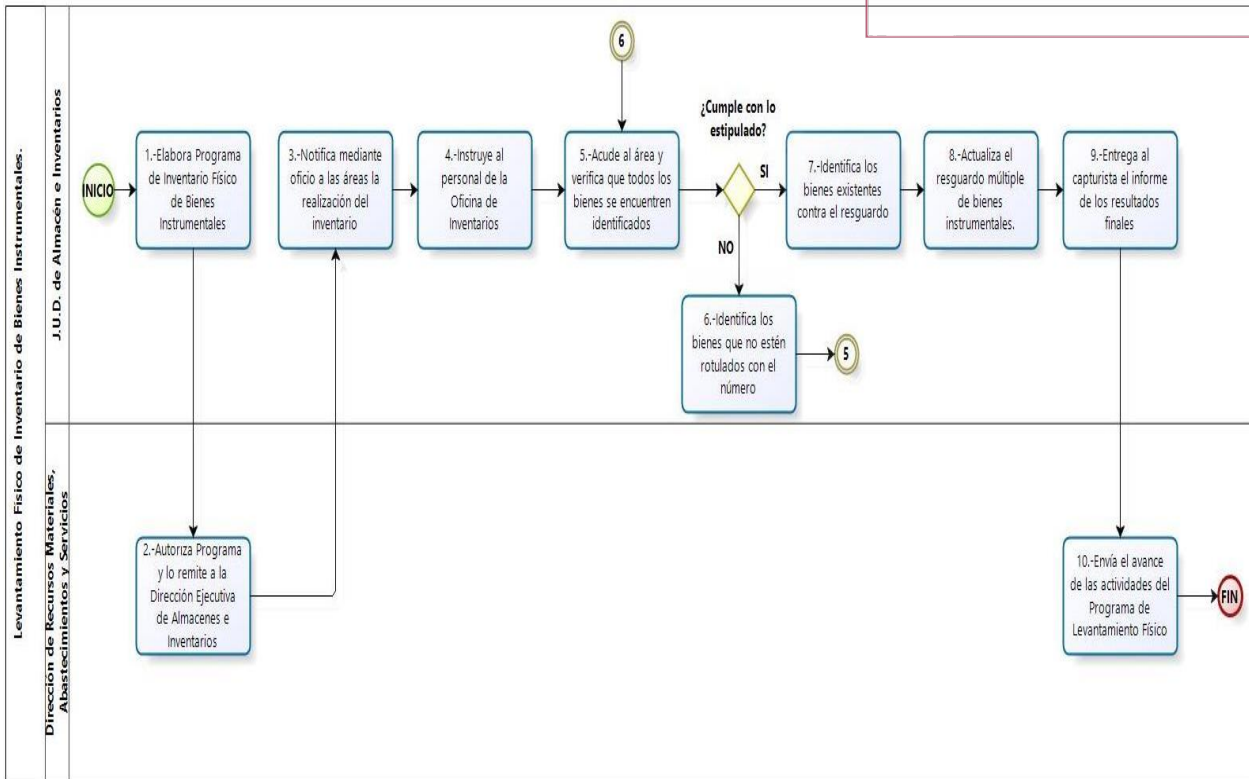 Levantamiento Físico de Inventario de Bienes Instrumentales.
J.U.D. de Almacén e Inventarios
INICIO
1.-Elabora Programa
de Inventario Físico
de Bienes
Instrumentales
3.-Notifica mediante
oficio a las áreas la
realización del
inventario
4.-Instruye al
personal de la
Oficina de
Inventarios
6
5.-Acude al área y
verifica que todos los
bienes se encuentren
identificados
¿Cumple con lo
estipulado?
SI
NO
7.-Identifica los
bienes existentes
contra el resguardo
8.-Actualiza el
resguardo múltiple
de bienes
instrumentales.
9.-Entrega al
capturista el informe
de los resultados
finales
6.-Identifica los
bienes que no estén
rotulados con el
número
5
Dirección de Recursos Materiales,
Abastecimientos y Servicios
2.-Autoriza Programa
y lo remite a la
Dirección Ejecutiva
de Almacenes e
Inventarios
10.-Envía el avance
de las actividades del
Programa de
Levantamiento Físico
FIN